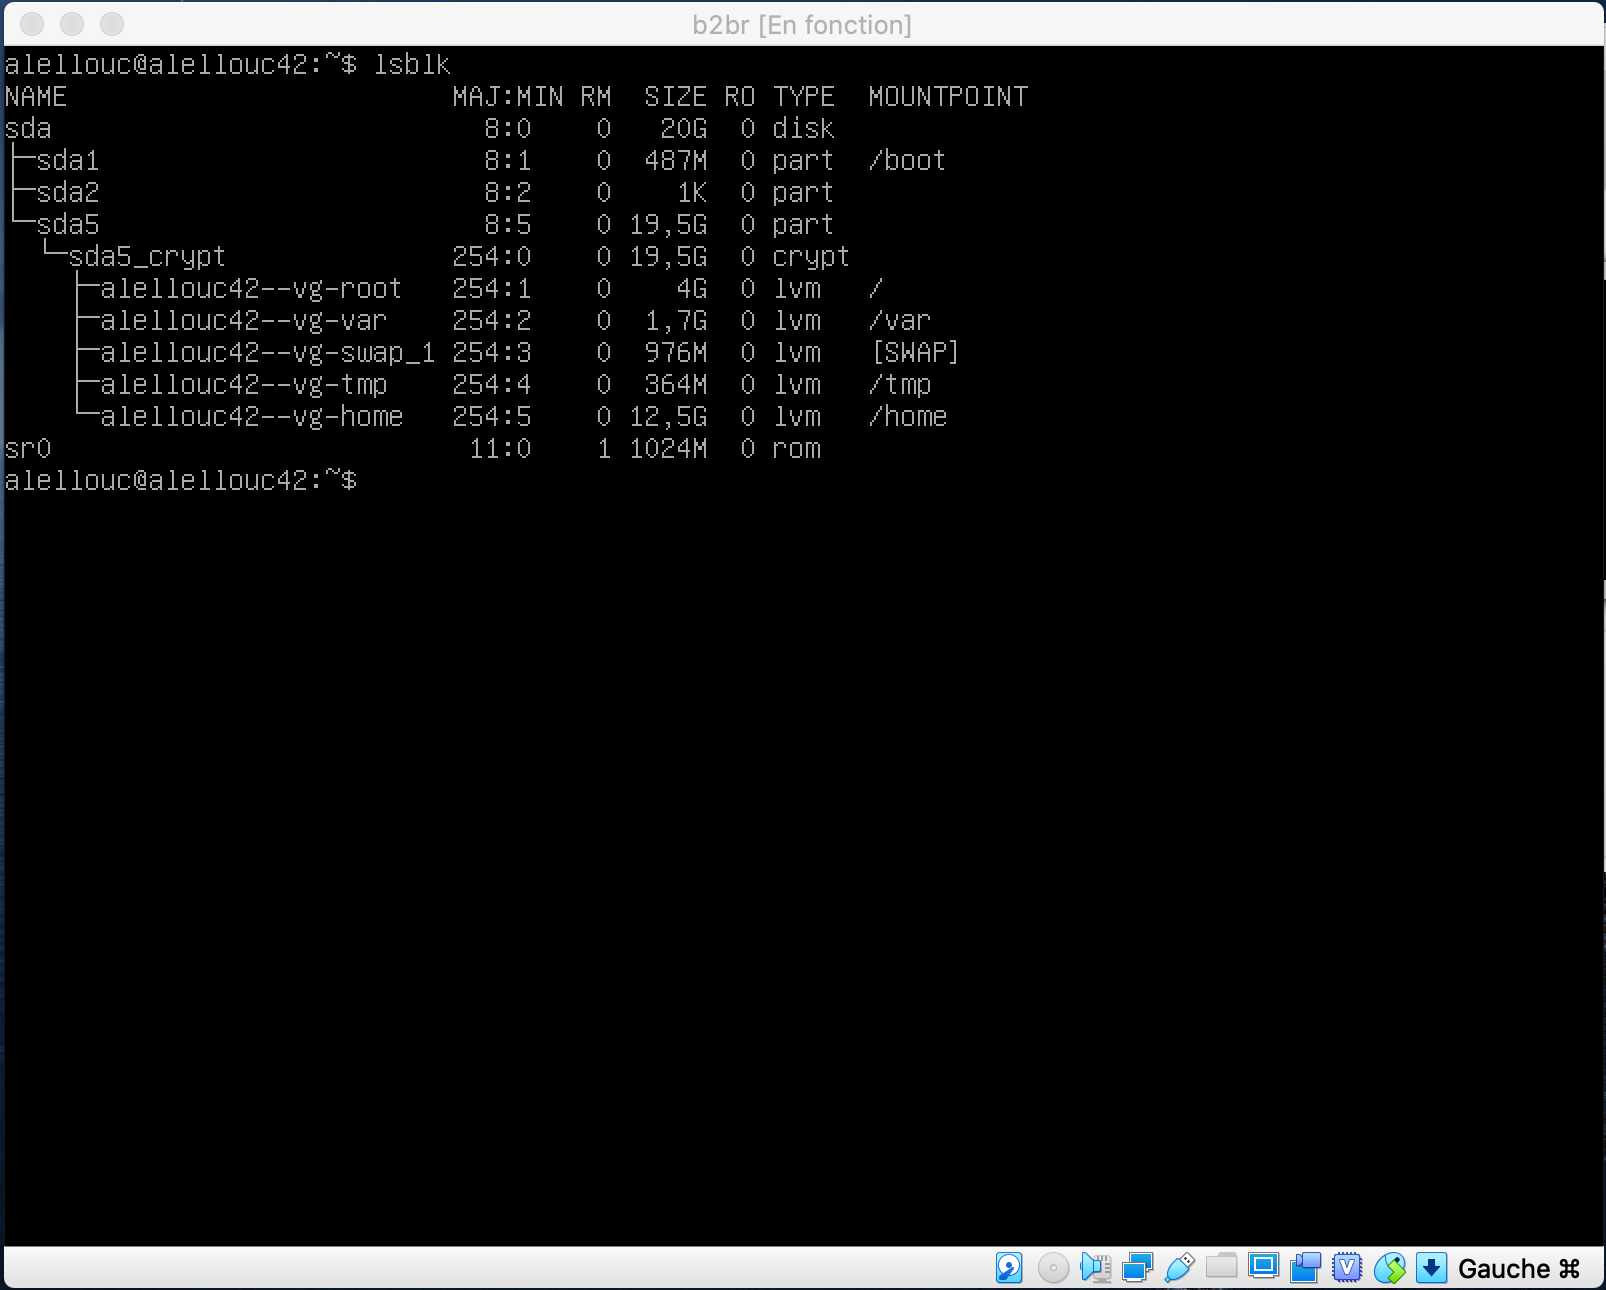 b2br [En fonction]
alellouc@alellouc42:~$ lsblk
NAME                        MAJ:MIN RM  SIZE RO TYPE  MOUNTPOINT
sda                           8:0    0   20G  0 disk
├─sda1                        8:1    0  487M  0 part  /boot
├─sda2                        8:2    0    1K  0 part
└─sda5                        8:5    0 19,5G  0 part
  └─sda5_crypt              254:0    0 19,5G  0 crypt
    ├─alellouc42--vg-root   254:1    0    4G  0 lvm   /
    ├─alellouc42--vg-var    254:2    0  1,7G  0 lvm   /var
    ├─alellouc42--vg-swap_1 254:3    0  976M  0 lvm   [SWAP]
    ├─alellouc42--vg-tmp    254:4    0  364M  0 lvm   /tmp
    └─alellouc42--vg-home   254:5    0 12,5G  0 lvm   /home
sr0                          11:0    1 1024M  0 rom
alellouc@alellouc42:~$
Gauche ⌘